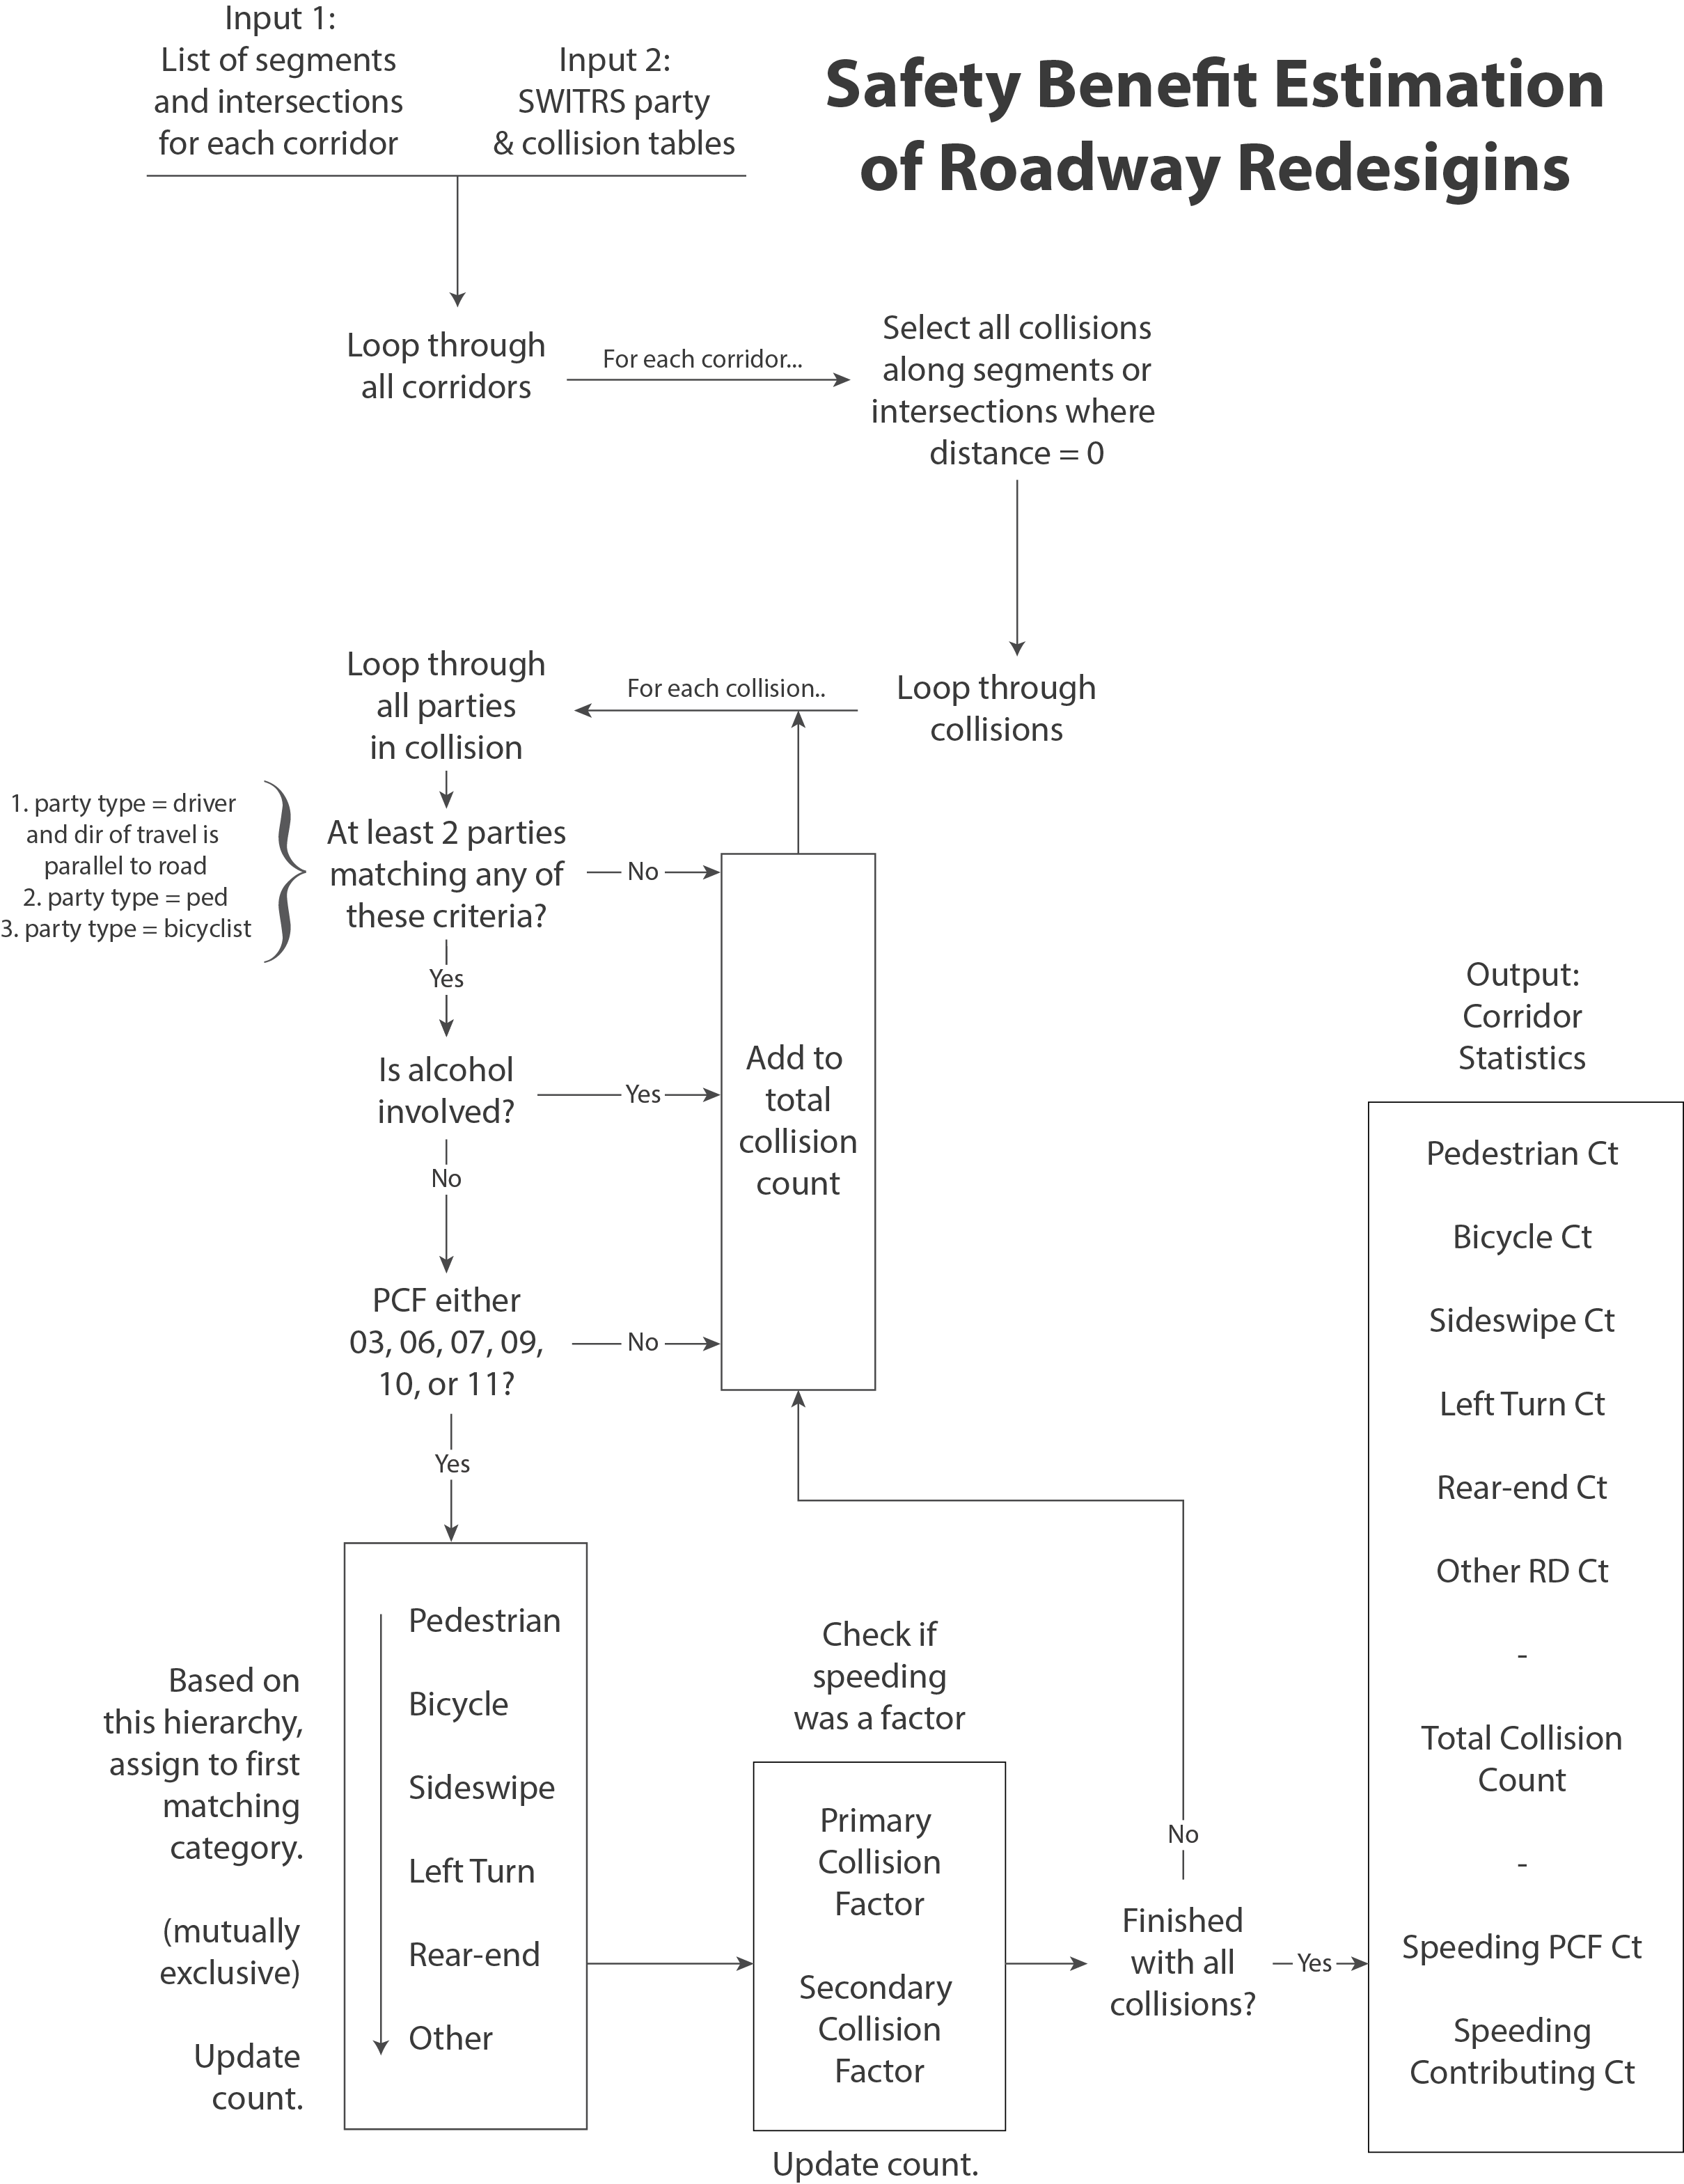 Input 1:
List of segments
and intersections
for each corridor
Input 2:
SWITRS party
& collision tables
Safety Benefit Estimation
of Roadway Redesigins
Loop through
all corridors
For each corridor...
Select all collisions
along segments or
intersections where
distance = 0
Loop through
collisions
For each collision..
Loop through
all parties
in collision
1. party type = driver
and dir of travel is
parallel to road
2. party type = ped
3. party type = bicyclist
At least 2 parties
matching any of
these criteria?
No
Yes
Is alcohol
involved?
Yes
No
PCF either
03, 06, 07, 09,
10, or 11?
No
Yes
Add to
total
collision
count
Based on
this hierarchy,
assign to first
matching
category.
(mutually
exclusive)
Update
count.
Pedestrian
Bicycle
Sideswipe
Left Turn
Rear-end
Other
Check if
speeding
was a factor
Primary
Collision
Factor
Secondary
Collision
Factor
Update count.
Finished
with all
collisions?
No
Yes
Output:
Corridor
Statistics
Pedestrian Ct
Bicycle Ct
Sideswipe Ct
Left Turn Ct
Rear-end Ct
Other RD Ct
-
Total Collision
Count
-
Speeding PCF Ct
Speeding
Contributing Ct